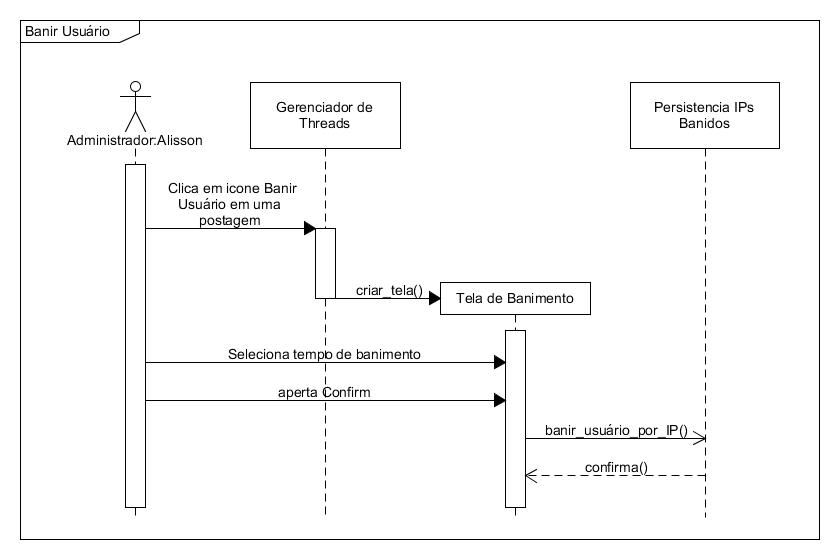 Banir Usuário
Gerenciador de
Threads
Persistencia IPs
Banidos
Administrador:Alisson
Clica em icone Banir
Usuário em uma
postagem
criar_tela()
Tela de Banimento
Seleciona tempo de banimento
aperta Confirm
banir_usuário_por_IP()
confirma()